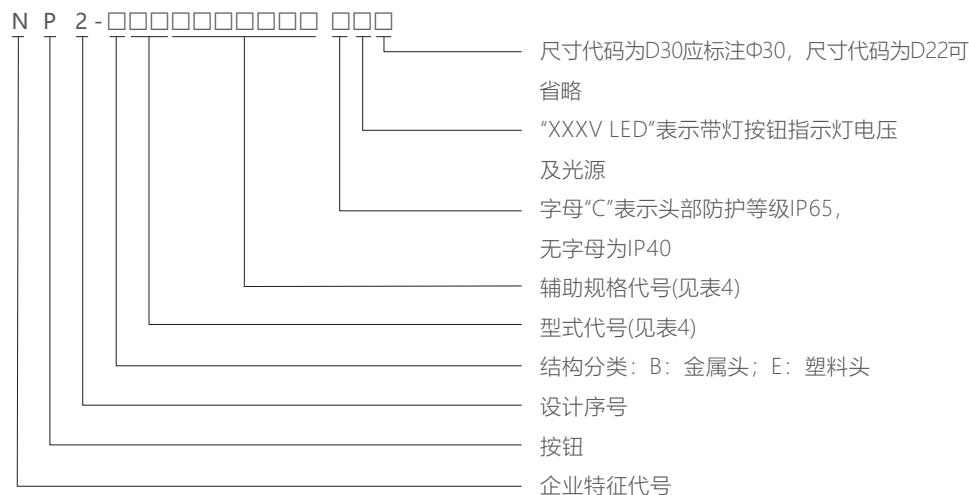 N P 2-□□□□□□□□□□ □□□
尺寸代码为D30应标注Φ30，尺寸代码为D22可
省略
“XXXV LED”表示带灯按钮指示灯电压
及光源
字母“C”表示头部防护等级IP65，
无字母为IP40
辅助规格代号(见表4)
型式代号(见表4)
结构分类：B：金属头；E：塑料头
设计序号
按钮
企业特征代号